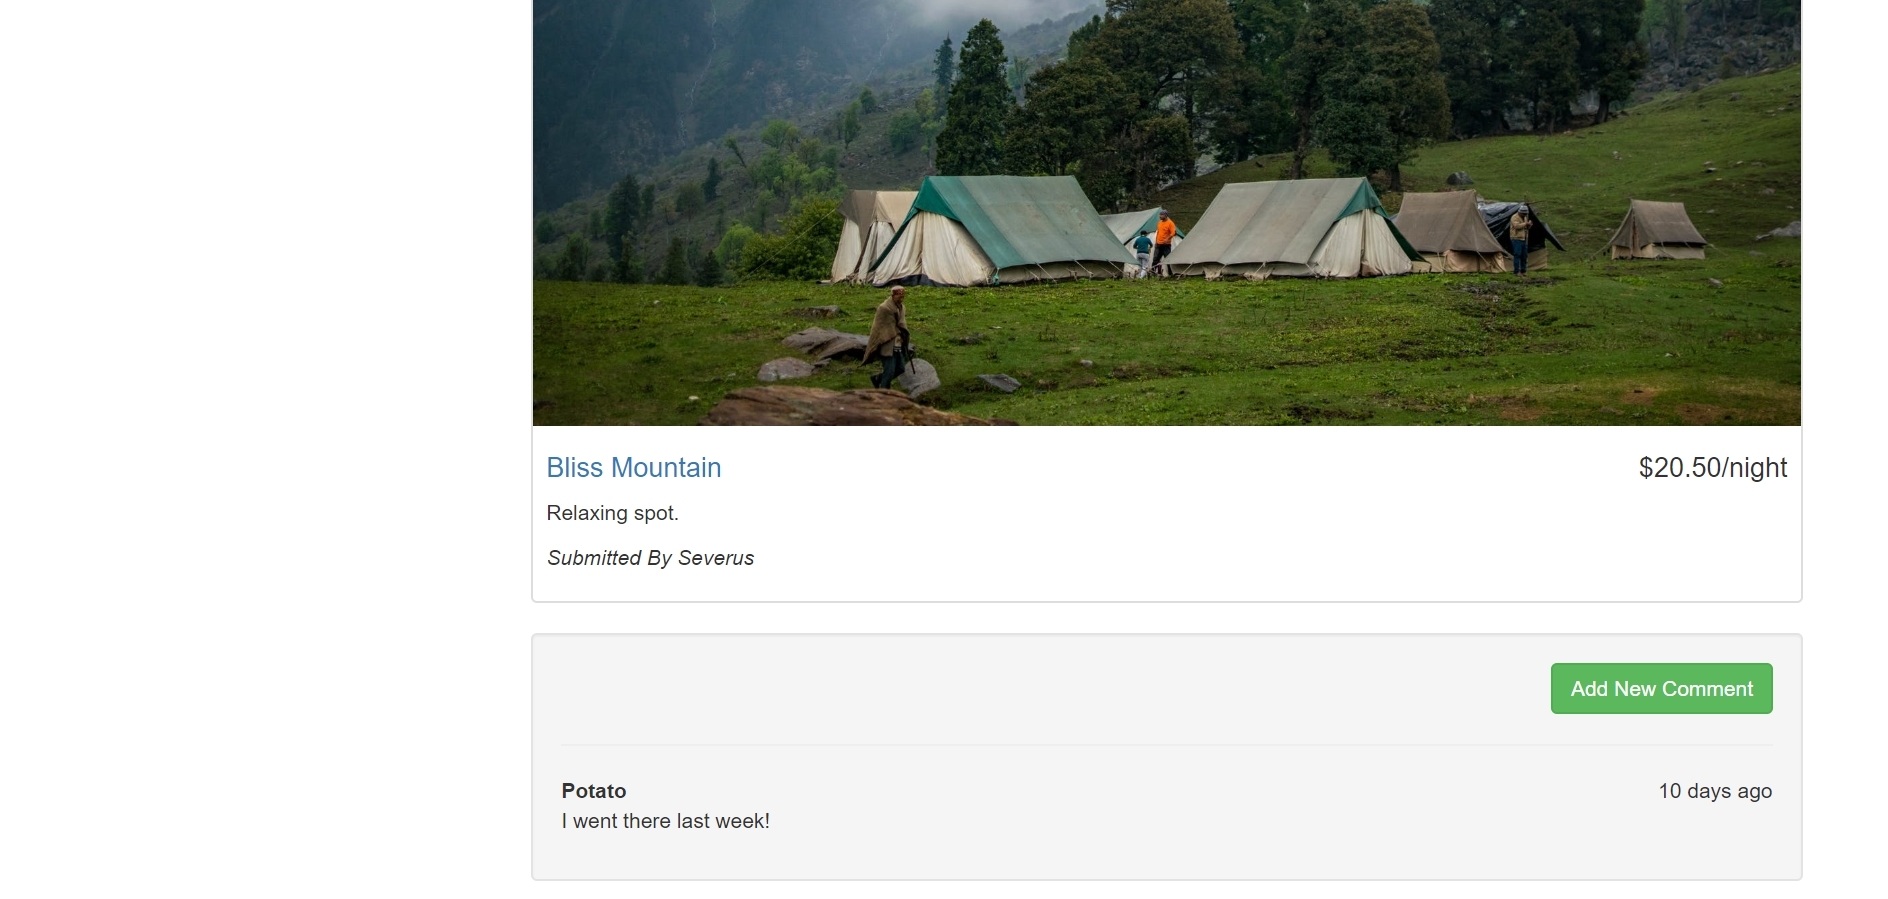 Bliss Mountain
$20.50/night
Relaxing spot.
Submitted By Severus
Add New Comment
Potato
10 days ago
I went there last week!